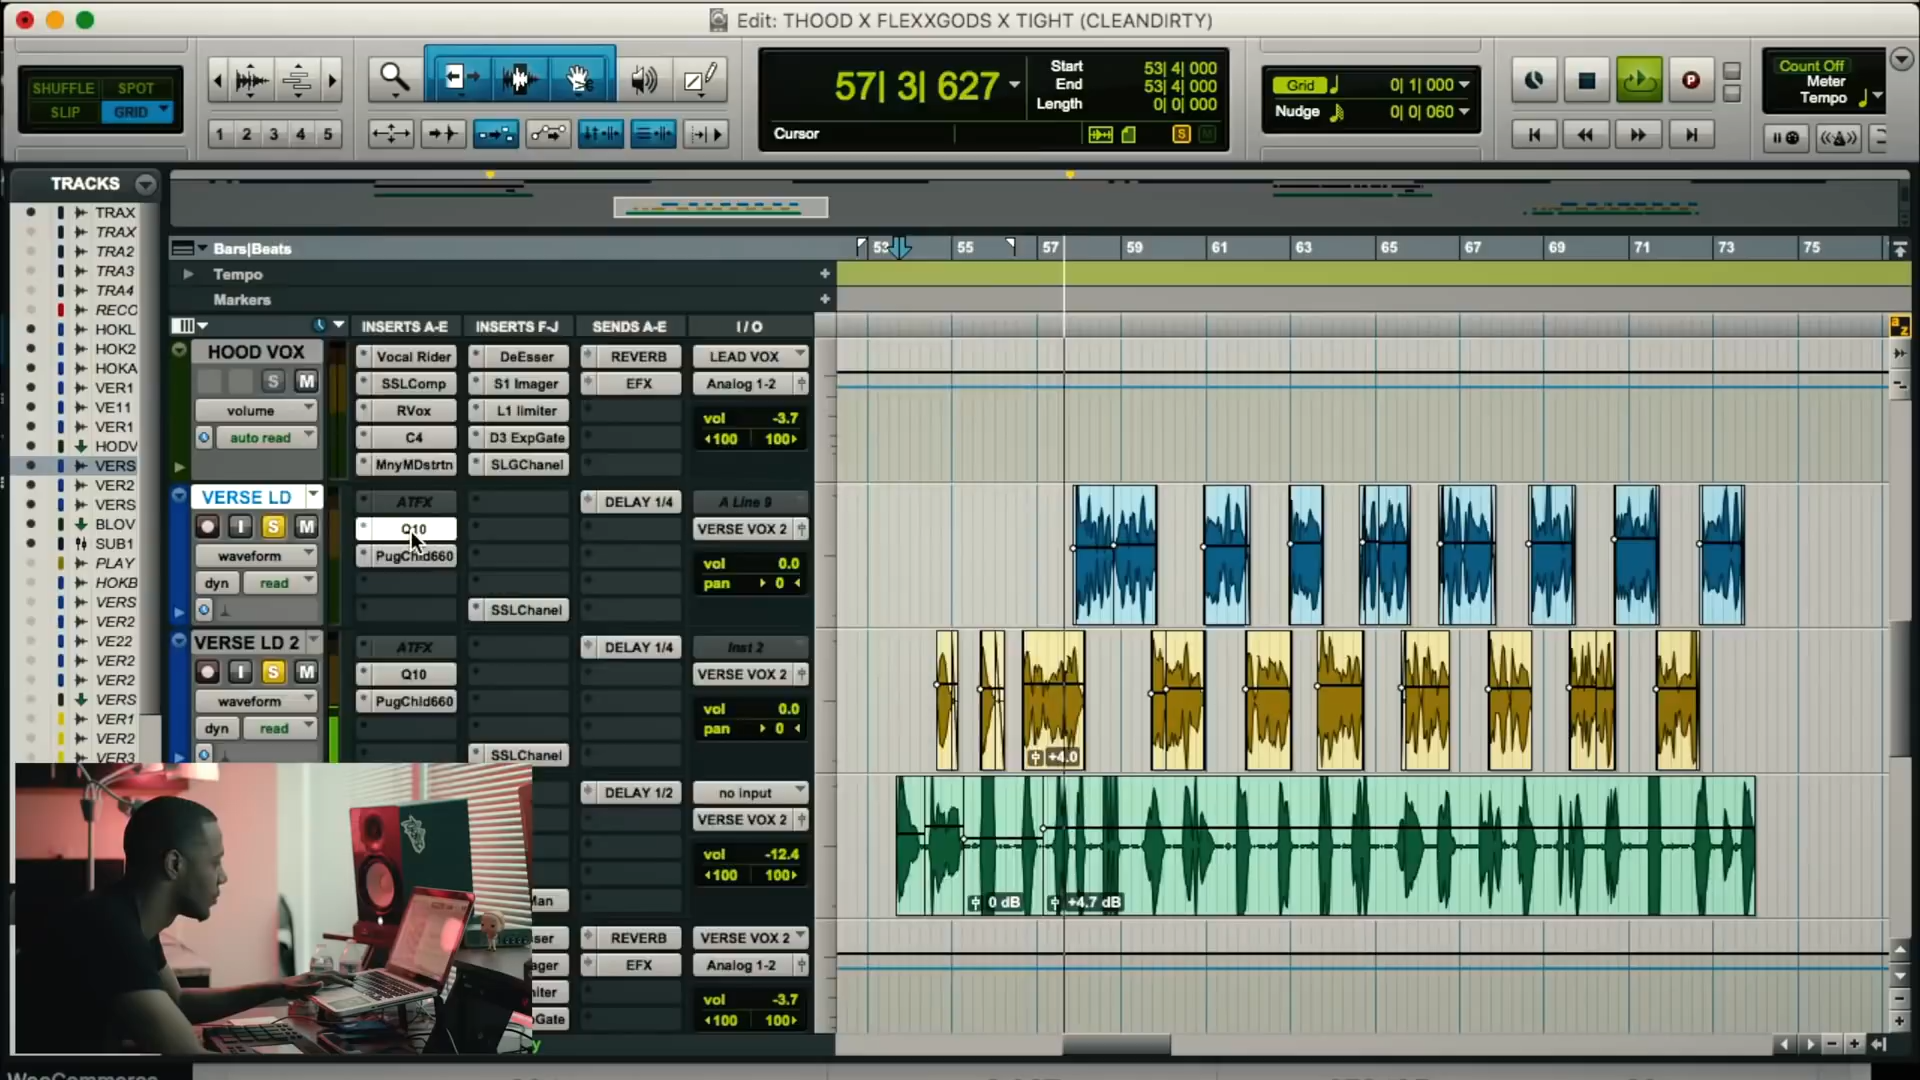 Edit: THOOD X FLEXXGODS X TIGHT (CLEANDIRTY)
SHUFFLE SPOT
SLIP GRID
1 2 3 4 5
57| 3| 627
Start 53| 4| 000
End 53| 4| 000
Length 0| 0| 000
Cursor
S M
Grid 0| 1| 000
Nudge 0| 0| 060
P
Count Off
Meter
Tempo
TRACKS
TRAX
TRAX
TRA2
TRA3
TRA4
RECO
HOKL
HOK2
HOKA
VER1
VE11
VER1
HODV
VERS
VER2
VERS
BLOV
SUB1
PLAY
HOKB
VERS
VER2
VE22
VER2
VER2
VERS
VER1
VER2
VER3
Bars|Beats
53 55 57 59 61 63 65 67 69 71 73 75
Tempo
Markers
INSERTS A-E INSERTS F-J SENDS A-E I / O
a z
HOOD VOX
S M
volume
auto read
Vocal Rider DeEsser REVERB LEAD VOX
SSLComp S1 Imager EFX Analog 1-2
RVox L1 limiter vol -3.7
C4 D3 ExpGate 100 100
MnyMDstrtn SLGChanel
VERSE LD
I S M
waveform
dyn read
ATFX DELAY 1/4 A Line 9
Q10 VERSE VOX 2
PugChld660 vol 0.0
pan 0
SSLChanel
VERSE LD 2
I S M
waveform
dyn read
ATFX DELAY 1/4 Inst 2
Q10 VERSE VOX 2
PugChld660 vol 0.0
pan 0
SSLChanel
+4.0
DELAY 1/2 no input
VERSE VOX 2
vol -12.4
100 100
Man
0 dB +4.7 dB
sser REVERB VERSE VOX 2
ager EFX Analog 1-2
niter vol -3.7
pGate 100 100
y
WooCommerce